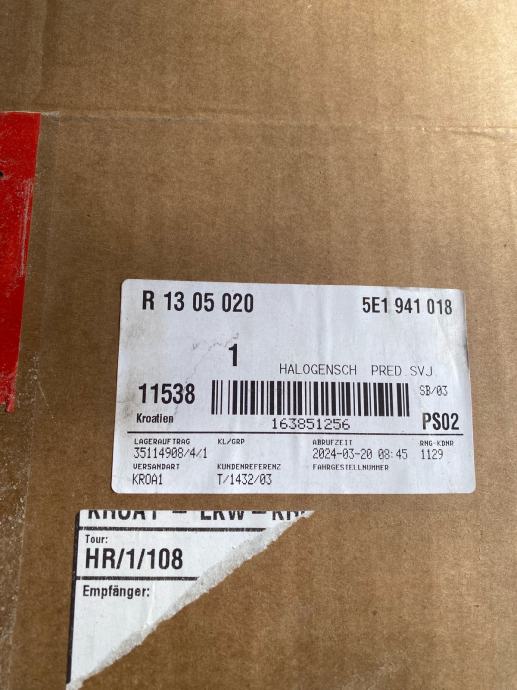 R 13 05 020 5E1 941 018
1
HALOGENSCH PRED SVJ
11538 SB/03
Kroatien 163851256 PS02
LAGERAUFTRAG KL/GRP ABRUFZEIT RNG-KDNR
35114908/4/1 2024-03-20 08:45 1129
VERSANDART KUNDENREFERENZ FAHRGESTELLNUMMER
KROA1 T/1432/03
Tour:
HR/1/108
Empfänger: